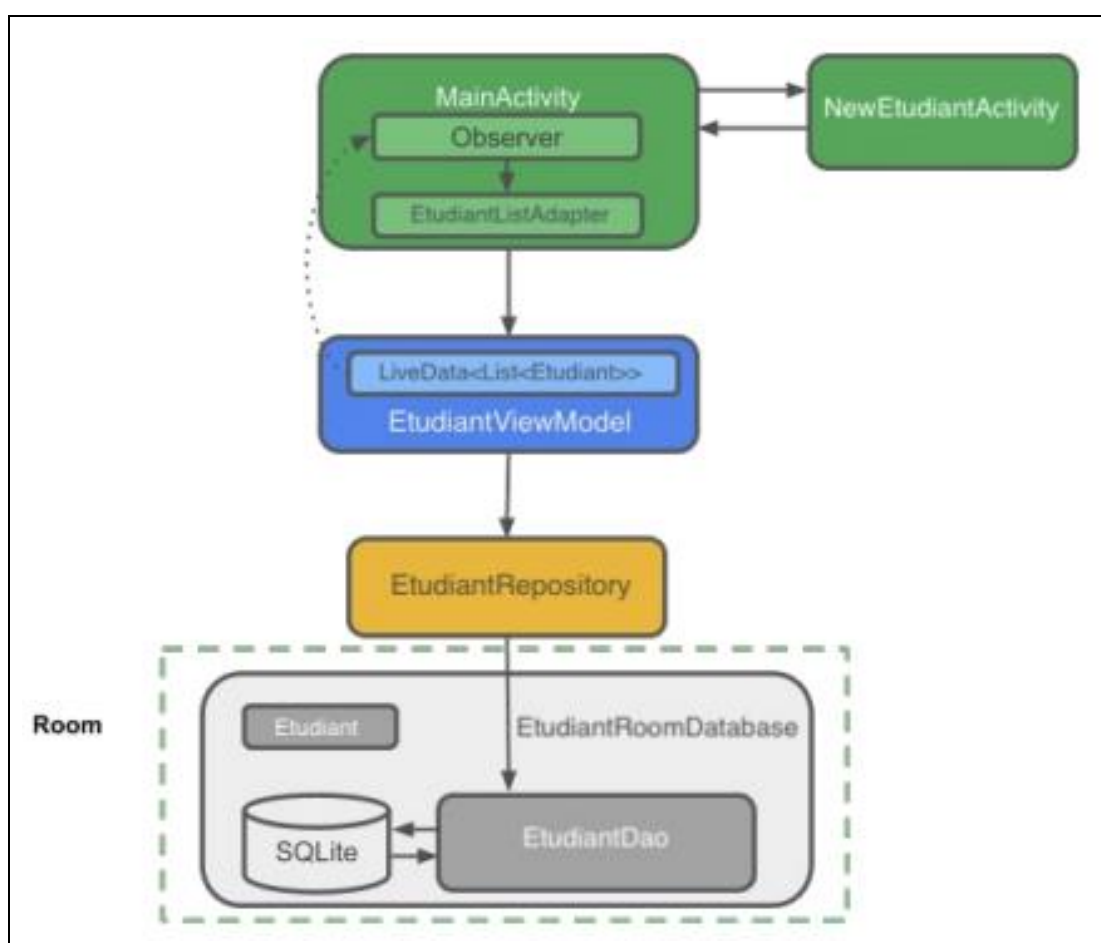 MainActivity
NewEtudiantActivity
Observer
EtudiantListAdapter
LiveData<List<Etudiant>>
EtudiantViewModel
EtudiantRepository
Room
Etudiant
EtudiantRoomDatabase
SQLite
EtudiantDao